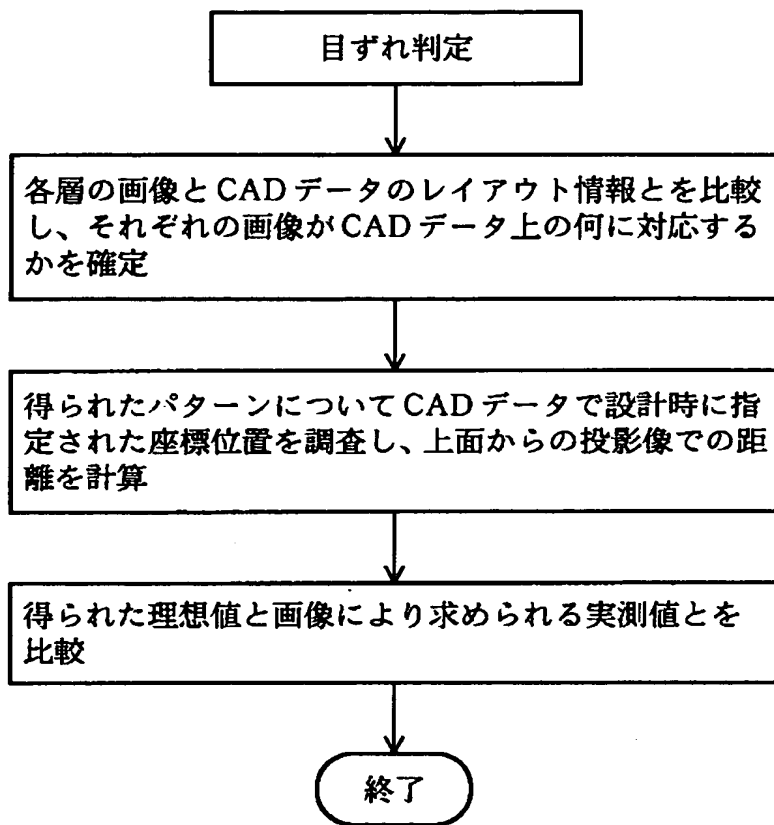 目ずれ判定
各層の画像とCADデータのレイアウト情報とを比較
し、それぞれの画像がCADデータ上の何に対応する
かを確定
得られたパターンについてCADデータで設計時に指
定された座標位置を調査し、上面からの投影像での距
離を計算
得られた理想値と画像により求められる実測値とを
比較
終了